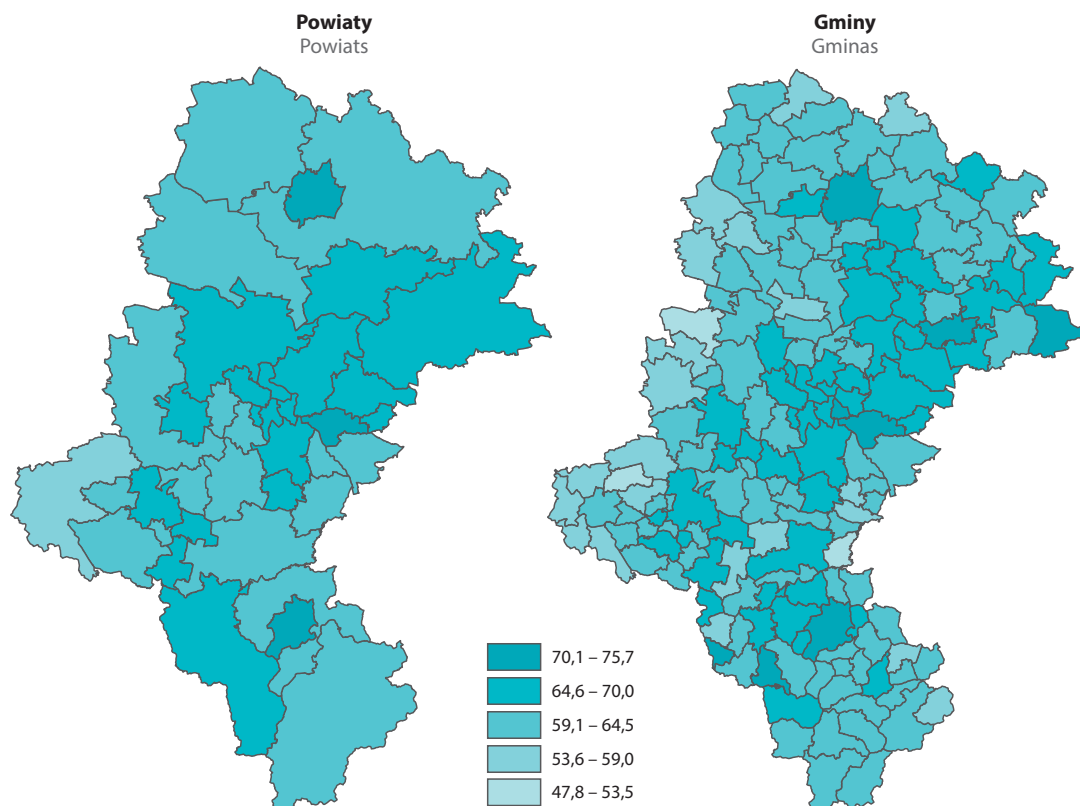 Powiaty
Powiats
Gminy
Gminas
70,1 – 75,7
64,6 – 70,0
59,1 – 64,5
53,6 – 59,0
47,8 – 53,5